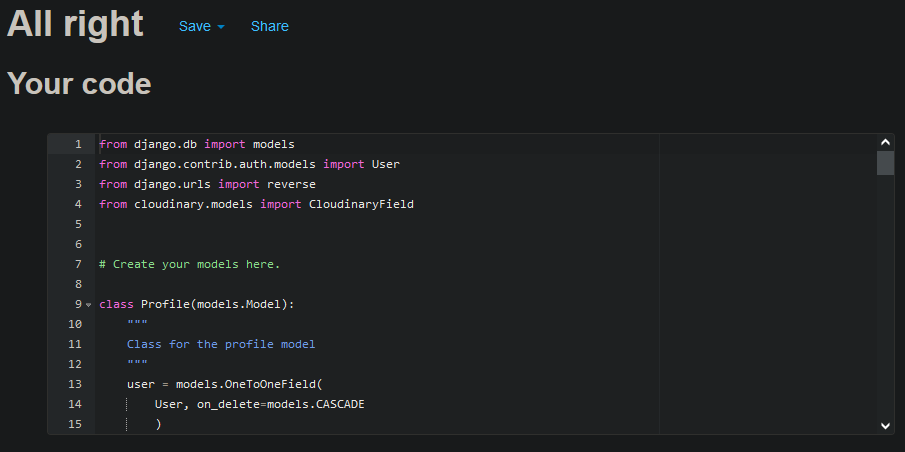 All right
Save Share
Your code
1 from django.db import models
2 from django.contrib.auth.models import User
3 from django.urls import reverse
4 from cloudinary.models import CloudinaryField
5
6
7 # Create your models here.
8
9 class Profile(models.Model):
10     """
11     Class for the profile model
12     """
13     user = models.OneToOneField(
14         User, on_delete=models.CASCADE
15         )